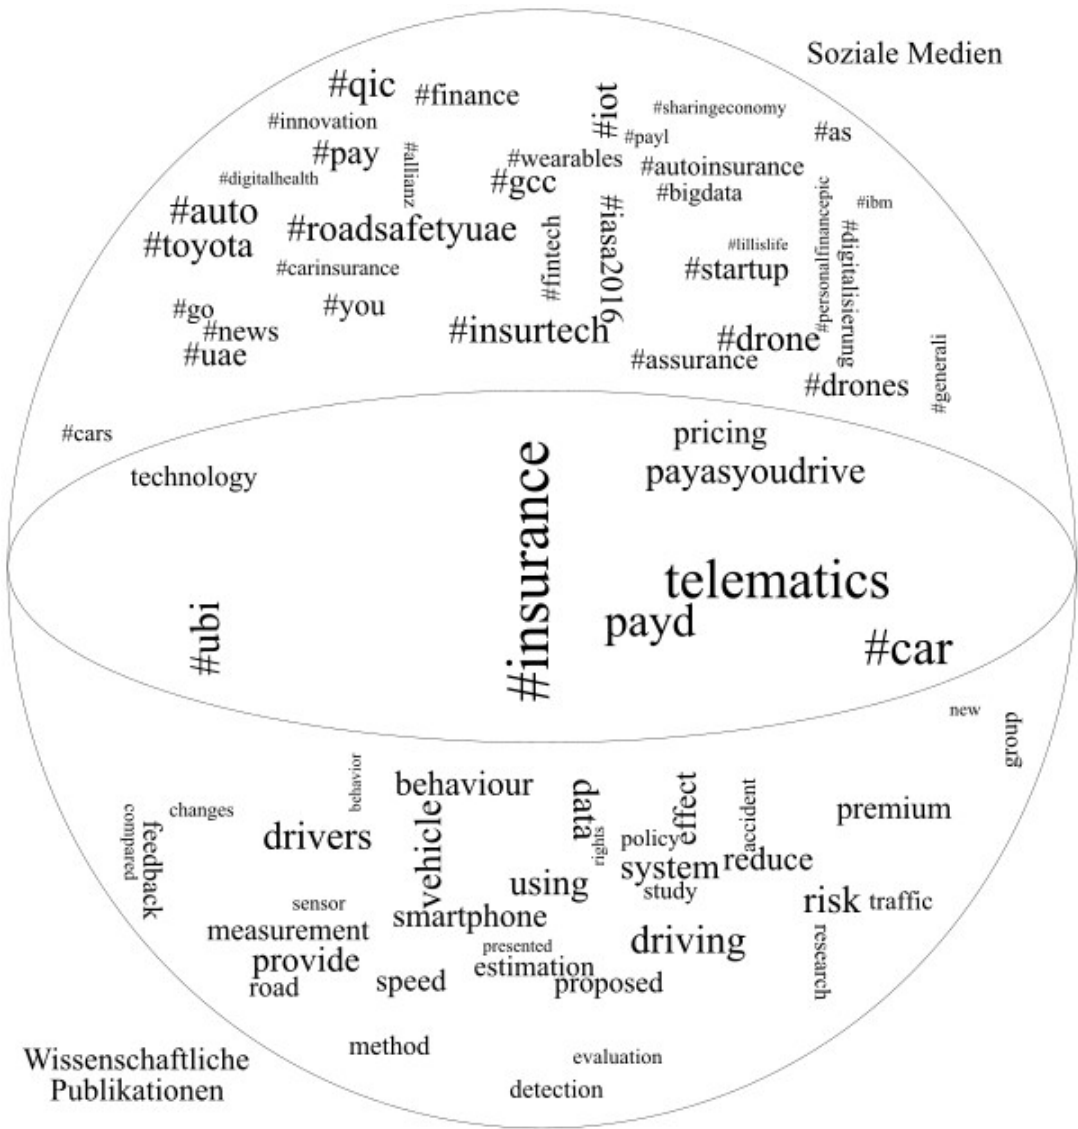 Soziale Medien
#qic
#finance
#iot
#sharingeconomy
#innovation
#payl
#as
#pay
#allianz
#wearables
#autoinsurance
#digitalhealth
#gcc
#bigdata
#personalfinancepic
#ibm
#auto
#roadsafetyuae
#fintech
#iasa2016
#digitalisierung
#toyota
#lillislife
#carinsurance
#startup
#go
#you
#news
#insurtech
#drone
#uae
#assurance
#drones
#generali
#cars
pricing
technology
payasyoudrive
#insurance
telematics
#ubi
payd
#car
new
group
behavior
behaviour
data
effect
accident
changes
compared
feedback
drivers
vehicle
rights
policy
premium
system
reduce
using
study
risk
traffic
sensor
smartphone
measurement
presented
driving
research
provide
estimation
road
speed
proposed
method
Wissenschaftliche
Publikationen
evaluation
detection